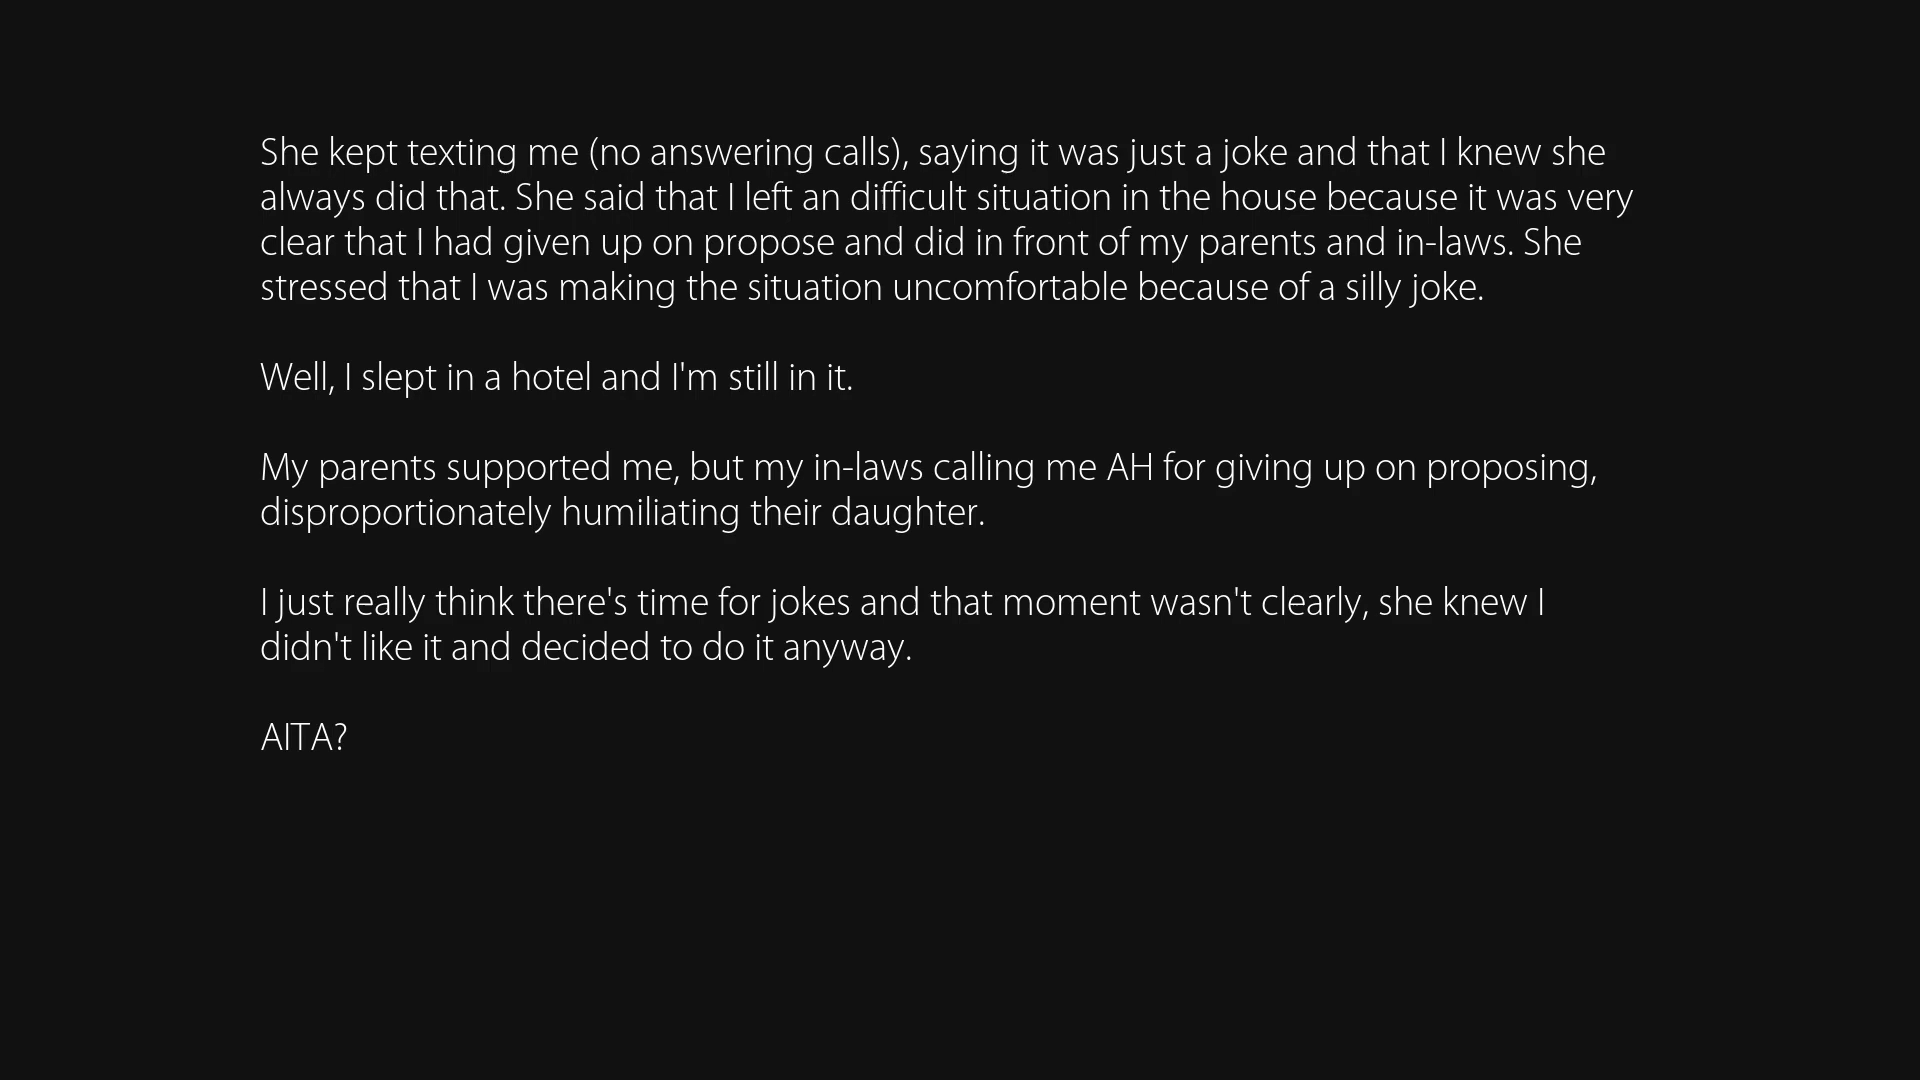 She kept texting me (no answering calls), saying it was just a joke and that I knew she
always did that. She said that I left an difficult situation in the house because it was very
clear that I had given up on propose and did in front of my parents and in-laws. She
stressed that I was making the situation uncomfortable because of a silly joke.
Well, I slept in a hotel and I'm still in it.
My parents supported me, but my in-laws calling me AH for giving up on proposing,
disproportionately humiliating their daughter.
I just really think there's time for jokes and that moment wasn't clearly, she knew I
didn't like it and decided to do it anyway.
AITA?